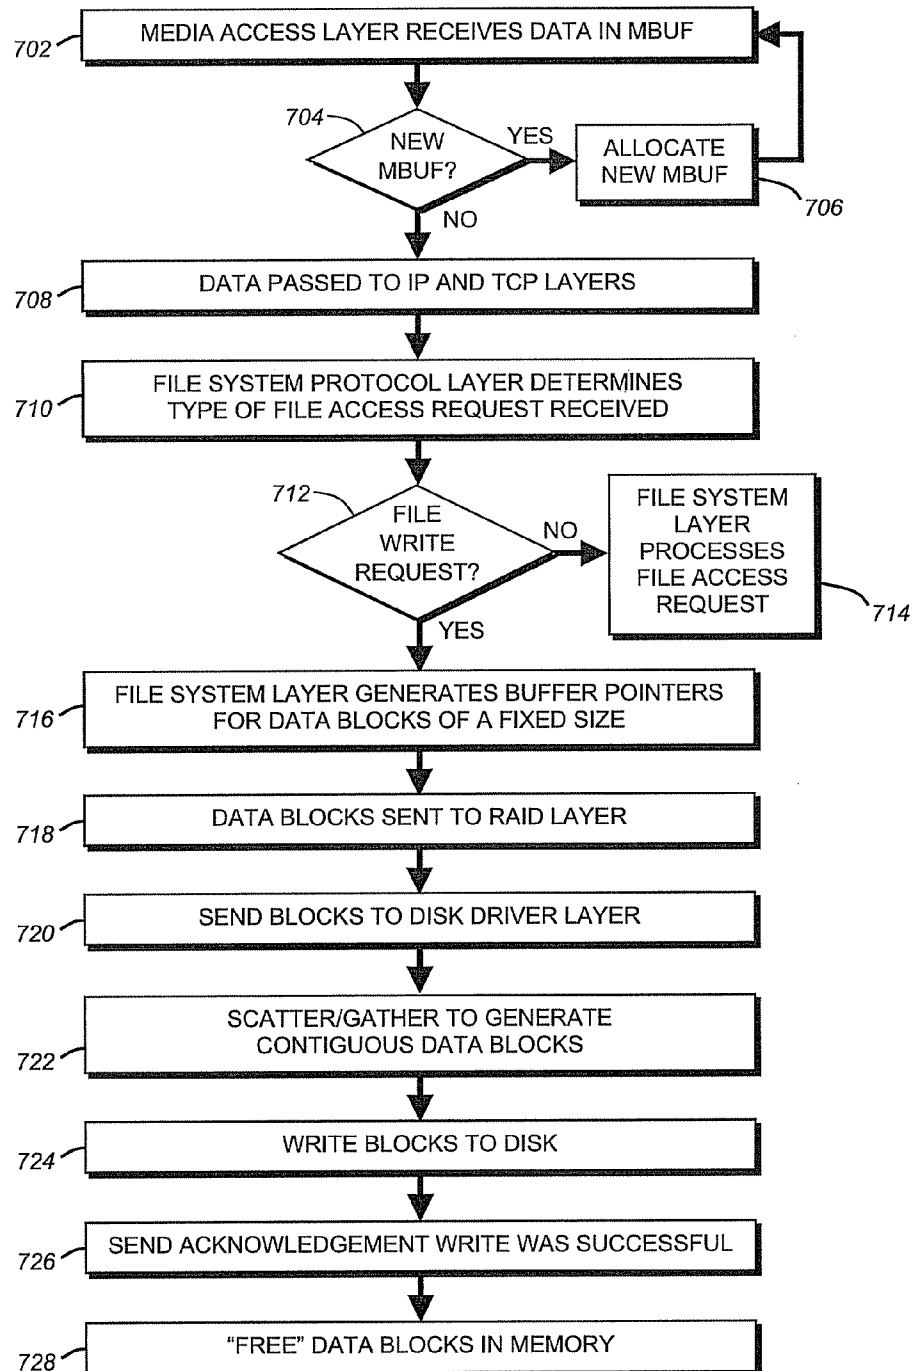 702
MEDIA ACCESS LAYER RECEIVES DATA IN MBUF
704
NEW
MBUF?
YES
ALLOCATE
NEW MBUF
706
NO
708
DATA PASSED TO IP AND TCP LAYERS
710
FILE SYSTEM PROTOCOL LAYER DETERMINES
TYPE OF FILE ACCESS REQUEST RECEIVED
712
FILE
WRITE
REQUEST?
NO
FILE SYSTEM
LAYER
PROCESSES
FILE ACCESS
REQUEST
714
YES
716
FILE SYSTEM LAYER GENERATES BUFFER POINTERS
FOR DATA BLOCKS OF A FIXED SIZE
718
DATA BLOCKS SENT TO RAID LAYER
720
SEND BLOCKS TO DISK DRIVER LAYER
722
SCATTER/GATHER TO GENERATE
CONTIGUOUS DATA BLOCKS
724
WRITE BLOCKS TO DISK
726
SEND ACKNOWLEDGEMENT WRITE WAS SUCCESSFUL
728
“FREE” DATA BLOCKS IN MEMORY